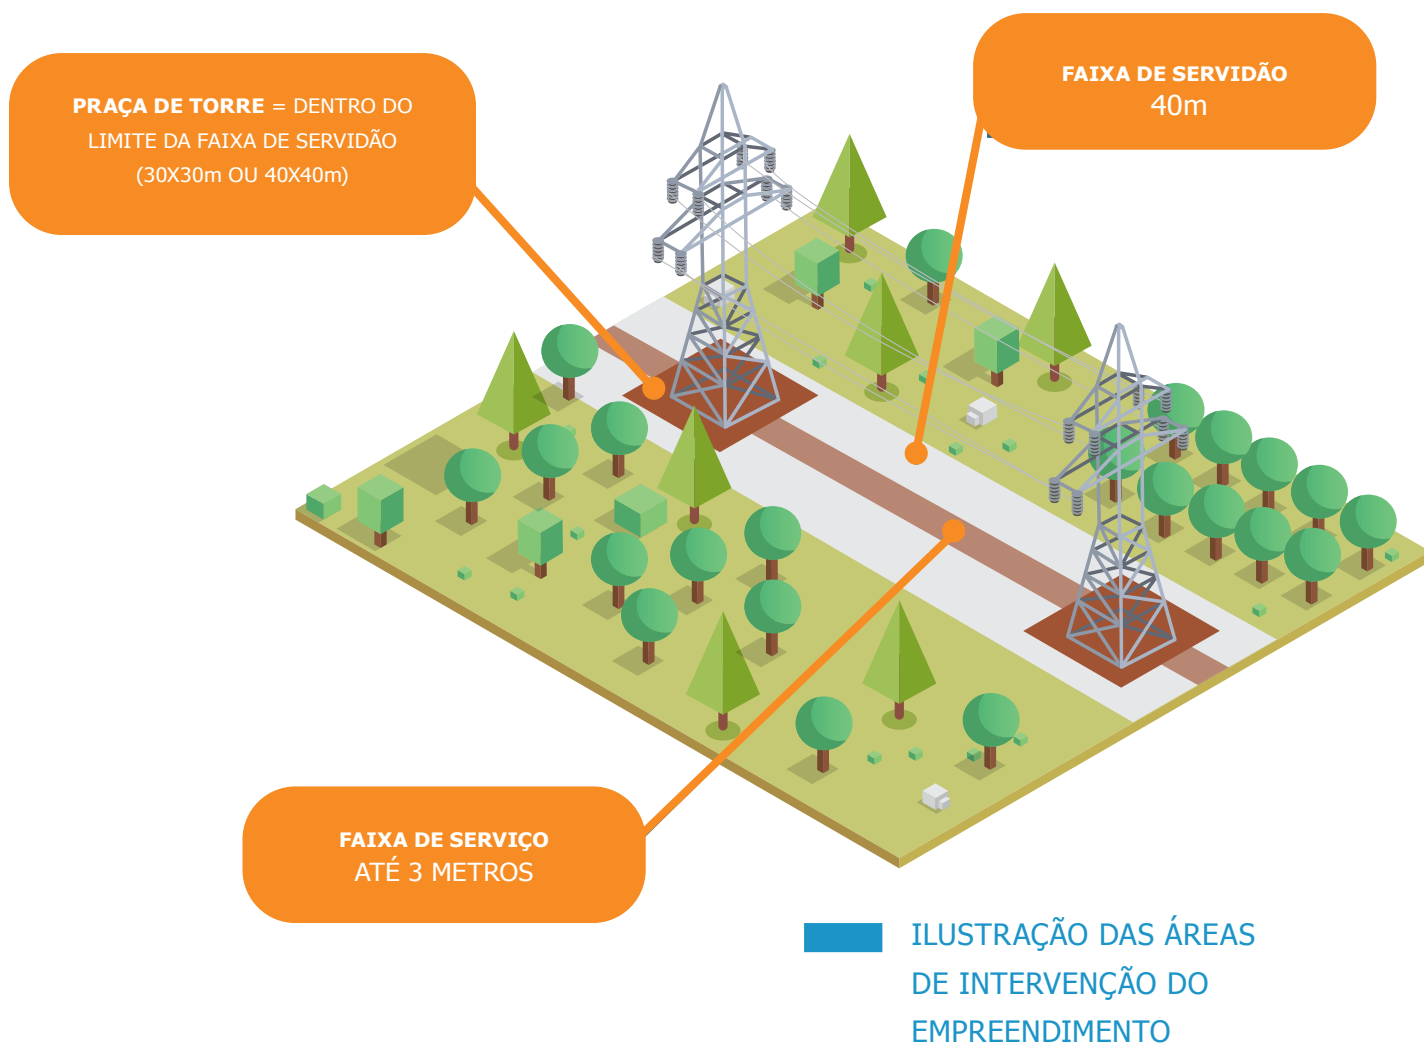 PRAÇA DE TORRE = DENTRO DO
LIMITE DA FAIXA DE SERVIDÃO
(30X30m OU 40X40m)
FAIXA DE SERVIDÃO
40m
FAIXA DE SERVIÇO
ATÉ 3 METROS
ILUSTRAÇÃO DAS ÁREAS
DE INTERVENÇÃO DO
EMPREENDIMENTO